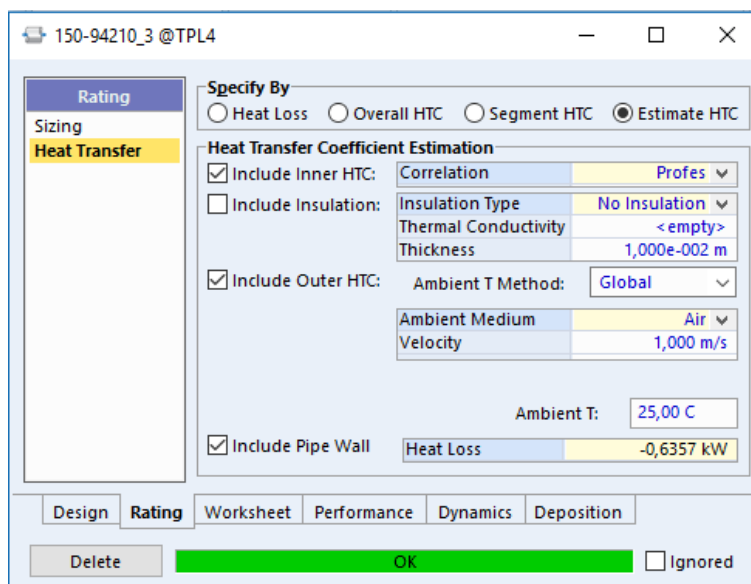 150-94210_3 @TPL4
Rating
Sizing
Heat Transfer
Specify By
Heat Loss Overall HTC Segment HTC Estimate HTC
Heat Transfer Coefficient Estimation
Include Inner HTC: Correlation Profes
Include Insulation: Insulation Type No Insulation
Thermal Conductivity <empty>
Thickness 1,000e-002 m
Include Outer HTC: Ambient T Method: Global
Ambient Medium Air
Velocity 1,000 m/s
Ambient T: 25,00 C
Include Pipe Wall Heat Loss -0,6357 kW
Design Rating Worksheet Performance Dynamics Deposition
Delete OK Ignored